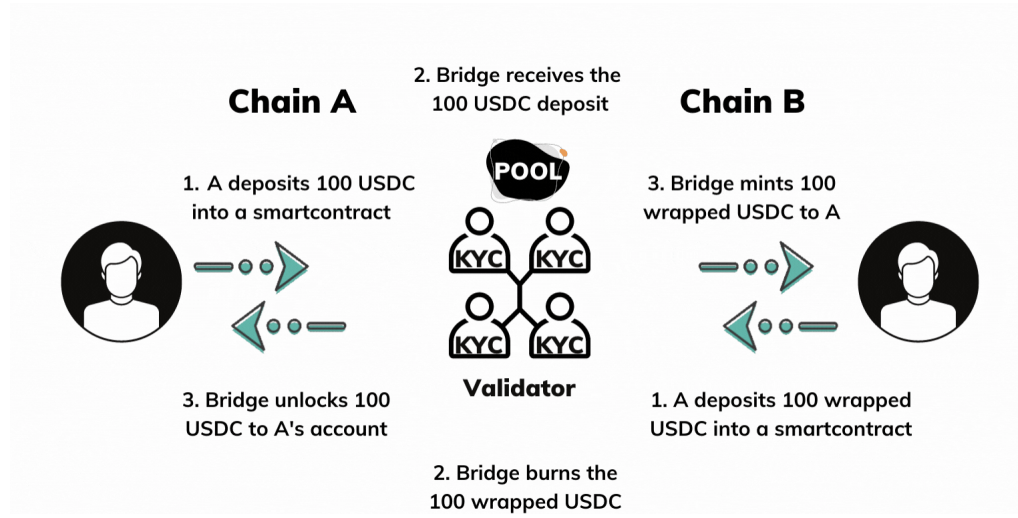 2. Bridge receives the
100 USDC deposit
Chain A
Chain B
POOL
1. A deposits 100 USDC
into a smartcontract
3. Bridge mints 100
wrapped USDC to A
KYC
KYC
KYC
KYC
Validator
3. Bridge unlocks 100
USDC to A's account
1. A deposits 100 wrapped
USDC into a smartcontract
2. Bridge burns the
100 wrapped USDC